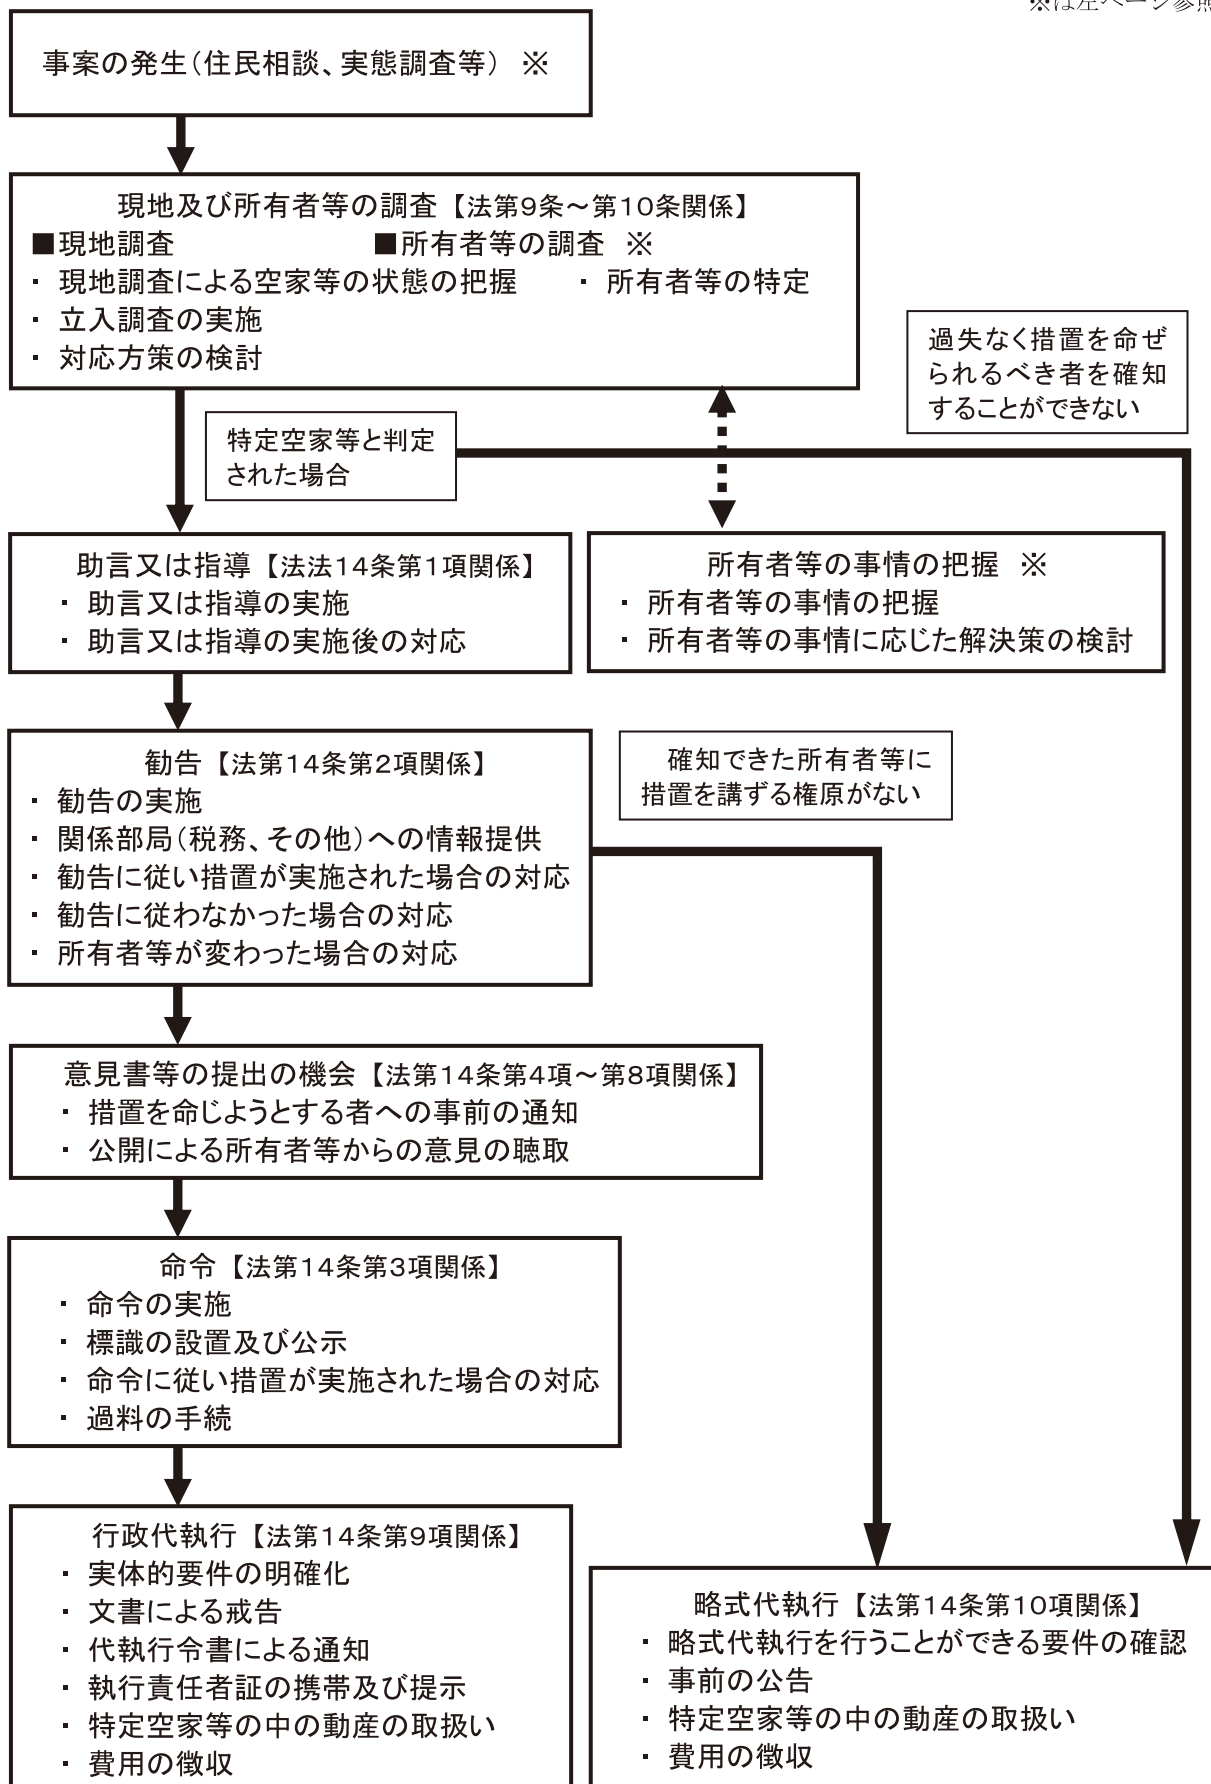 ※は左ページ参照
事案の発生(住民相談、実態調査等) ※
現地及び所有者等の調査【法第9条～第10条関係】
■現地調査 ■所有者等の調査 ※
・ 現地調査による空家等の状態の把握 ・ 所有者等の特定
・ 立入調査の実施
・ 対応方策の検討
過失なく措置を命ぜ
られるべき者を確知
することができない
特定空家等と判定
された場合
助言又は指導【法法14条第1項関係】
・ 助言又は指導の実施
・ 助言又は指導の実施後の対応
所有者等の事情の把握 ※
・ 所有者等の事情の把握
・ 所有者等の事情に応じた解決策の検討
勧告【法第14条第2項関係】
・ 勧告の実施
・ 関係部局(税務、その他)への情報提供
・ 勧告に従い措置が実施された場合の対応
・ 勧告に従わなかった場合の対応
・ 所有者等が変わった場合の対応
確知できた所有者等に
措置を講ずる権原がない
意見書等の提出の機会【法第14条第4項～第8項関係】
・ 措置を命じようとする者への事前の通知
・ 公開による所有者等からの意見の聴取
命令【法第14条第3項関係】
・ 命令の実施
・ 標識の設置及び公示
・ 命令に従い措置が実施された場合の対応
・ 過料の手続
行政代執行【法第14条第9項関係】
・ 実体的要件の明確化
・ 文書による戒告
・ 代執行令書による通知
・ 執行責任者証の携帯及び提示
・ 特定空家等の中の動産の取扱い
・ 費用の徴収
略式代執行【法第14条第10項関係】
・ 略式代執行を行うことができる要件の確認
・ 事前の公告
・ 特定空家等の中の動産の取扱い
・ 費用の徴収